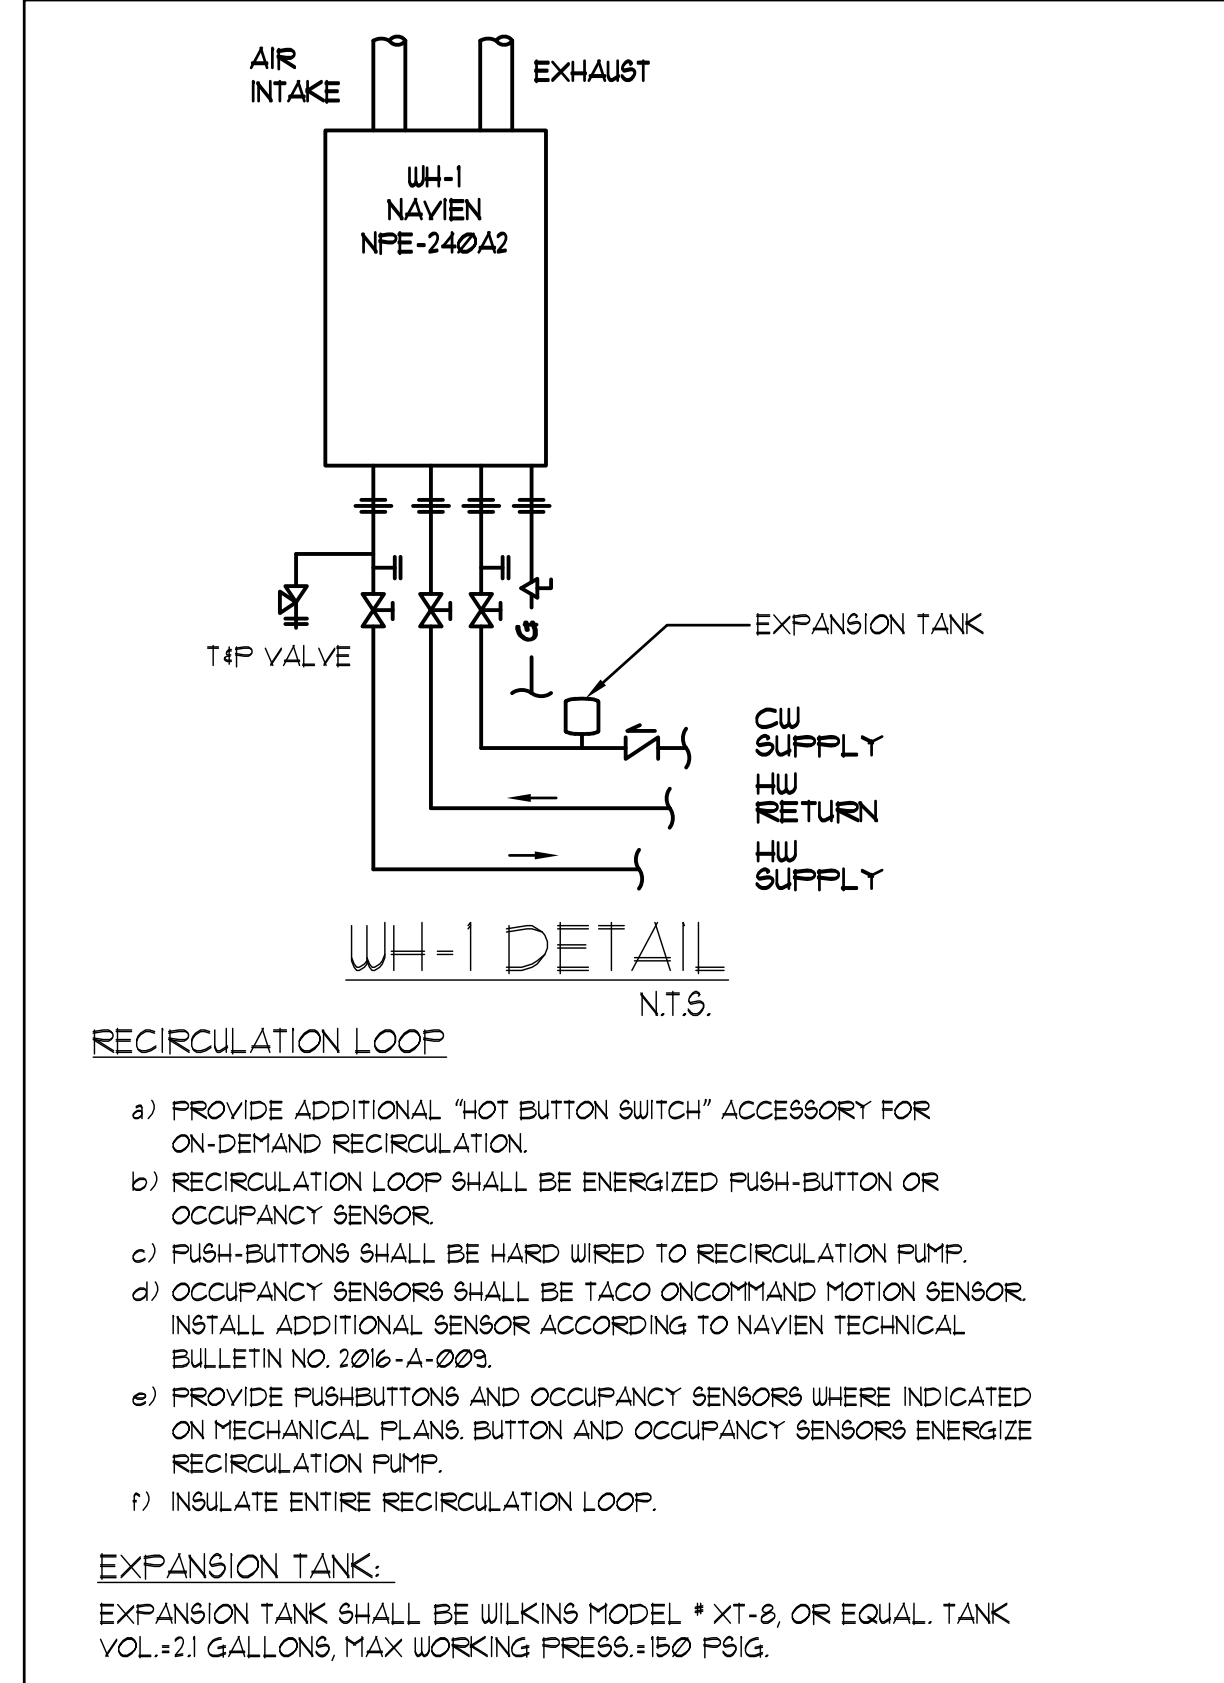 AIR
INTAKE
EXHAUST
WH-1
NAVIEN
NPE-240A2
T&P VALVE
G
EXPANSION TANK
CW
SUPPLY
HW
RETURN
HW
SUPPLY
WH-1 DETAIL
N.T.S.
RECIRCULATION LOOP
a) PROVIDE ADDITIONAL "HOT BUTTON SWITCH" ACCESSORY FOR
ON-DEMAND RECIRCULATION.
b) RECIRCULATION LOOP SHALL BE ENERGIZED PUSH-BUTTON OR
OCCUPANCY SENSOR.
c) PUSH-BUTTONS SHALL BE HARD WIRED TO RECIRCULATION PUMP.
d) OCCUPANCY SENSORS SHALL BE TACO ONCOMMAND MOTION SENSOR.
INSTALL ADDITIONAL SENSOR ACCORDING TO NAVIEN TECHNICAL
BULLETIN NO. 2016-A-009.
e) PROVIDE PUSHBUTTONS AND OCCUPANCY SENSORS WHERE INDICATED
ON MECHANICAL PLANS. BUTTON AND OCCUPANCY SENSORS ENERGIZE
RECIRCULATION PUMP.
f) INSULATE ENTIRE RECIRCULATION LOOP.
EXPANSION TANK:
EXPANSION TANK SHALL BE WILKINS MODEL # XT-8, OR EQUAL. TANK
VOL.=2.1 GALLONS, MAX WORKING PRESS.=150 PSIG.